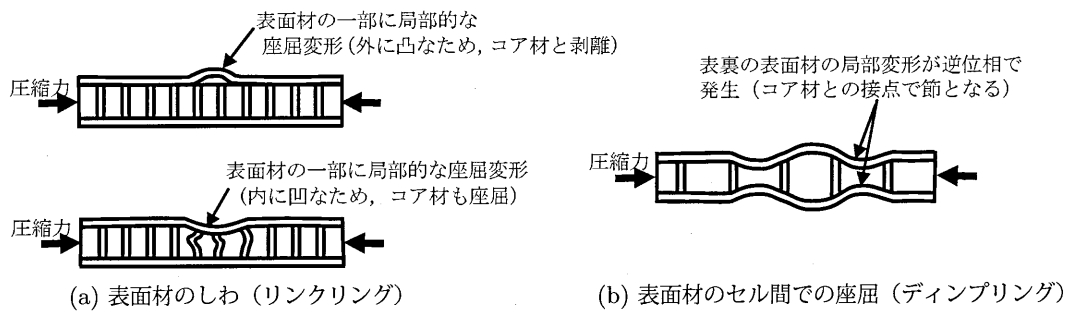 表面材の一部に局部的な
座屈変形(外に凸なため,コア材と剥離)
圧縮力
表面材の一部に局部的な座屈変形
(内に凹なため,コア材も座屈)
圧縮力
(a) 表面材のしわ(リンクリング)
表裏の表面材の局部変形が逆位相で
発生(コア材との接点で節となる)
圧縮力
(b) 表面材のセル間での座屈(ディンプリング)